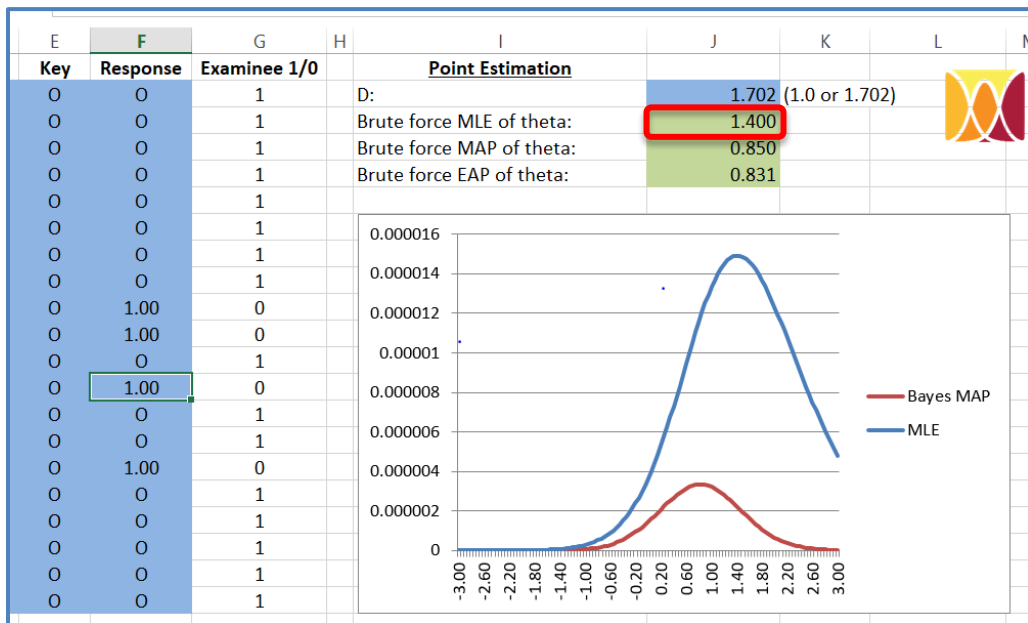 E F G H I J K L
Key Response Examinee 1/0 Point Estimation
O O 1 D: 1.702 (1.0 or 1.702)
O O 1 Brute force MLE of theta: 1.400
O O 1 Brute force MAP of theta: 0.850
O O 1 Brute force EAP of theta: 0.831
O O 1
O O 1
O O 1
O O 1
O 1.00 0
O 1.00 0
O O 1
O 1.00 0
O O 1
O O 1
O 1.00 0
O O 1
O O 1
O O 1
O O 1
O O 1
0.000016
0.000014
0.000012
0.00001
0.000008
0.000006
0.000004
0.000002
0
-3.00 -2.60 -2.20 -1.80 -1.40 -1.00 -0.60 -0.20 0.20 0.60 1.00 1.40 1.80 2.20 2.60 3.00
Bayes MAP
MLE